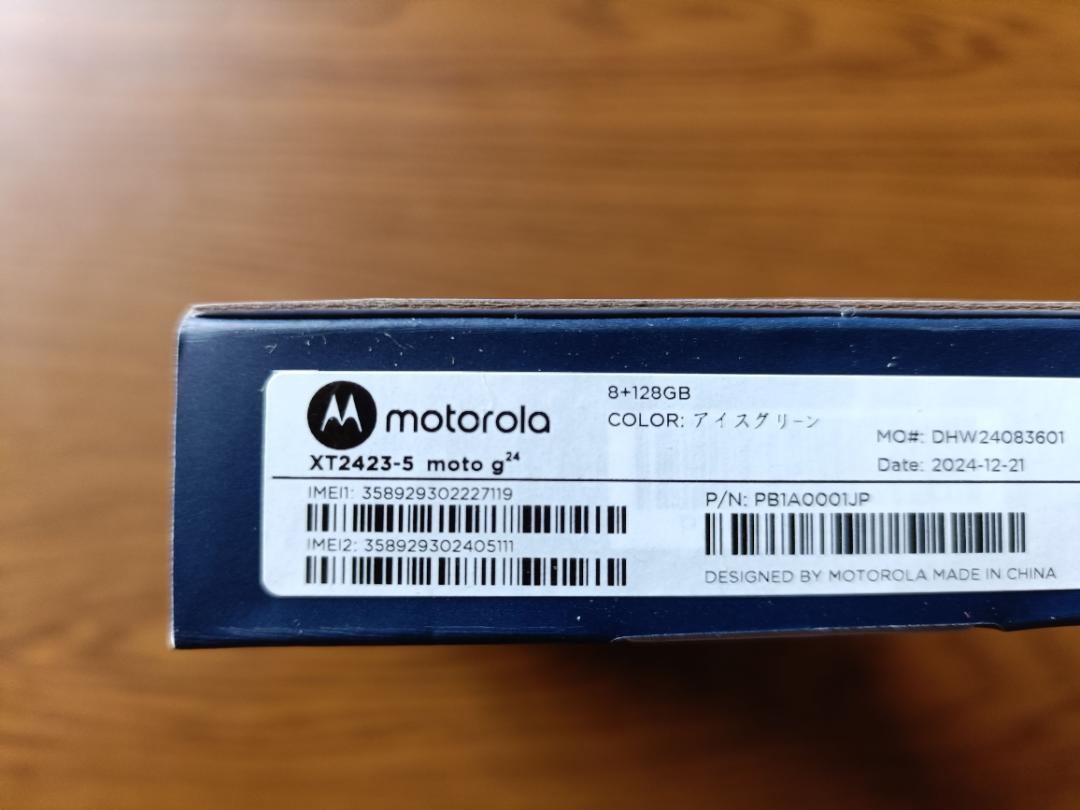 motorola
XT2423-5 moto g24
8+128GB
COLOR: アイスグリーン
MO#: DHW24083601
Date: 2024-12-21
IMEI1: 358929302227119
IMEI2: 358929302405111
P/N: PB1A0001JP
DESIGNED BY MOTOROLA MADE IN CHINA